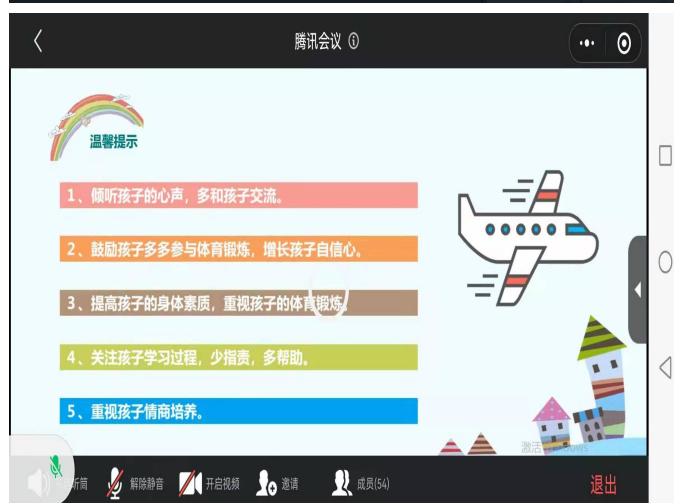 腾讯会议
温馨提示
1、倾听孩子的心声，多和孩子交流。
2、鼓励孩子多多参与体育锻炼，增长孩子自信心。
3、提高孩子的身体素质，重视孩子的体育锻炼。
4、关注孩子学习过程，少指责，多帮助。
5、重视孩子情商培养。
激活 Windows
听筒 解除静音 开启视频 邀请 成员(54) 退出